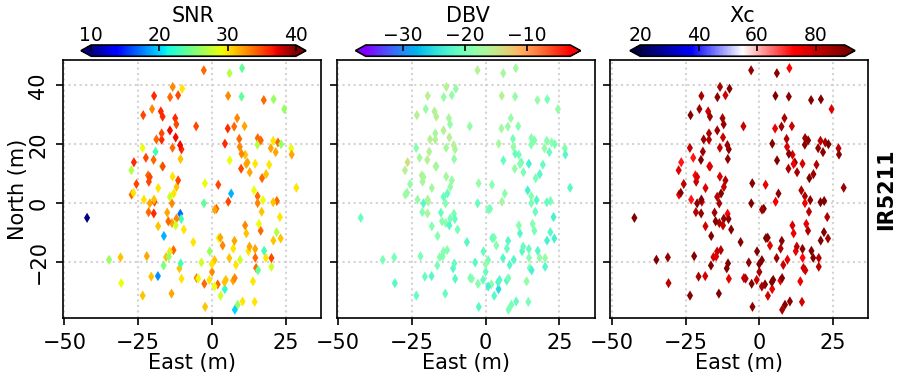 SNR DBV Xc
10 20 30 40 −30 −20 −10 20 40 60 80
40
20
0
−20
North (m)
IR5211
−50 −25 0 25 −50 −25 0 25 −50 −25 0 25
East (m) East (m) East (m)